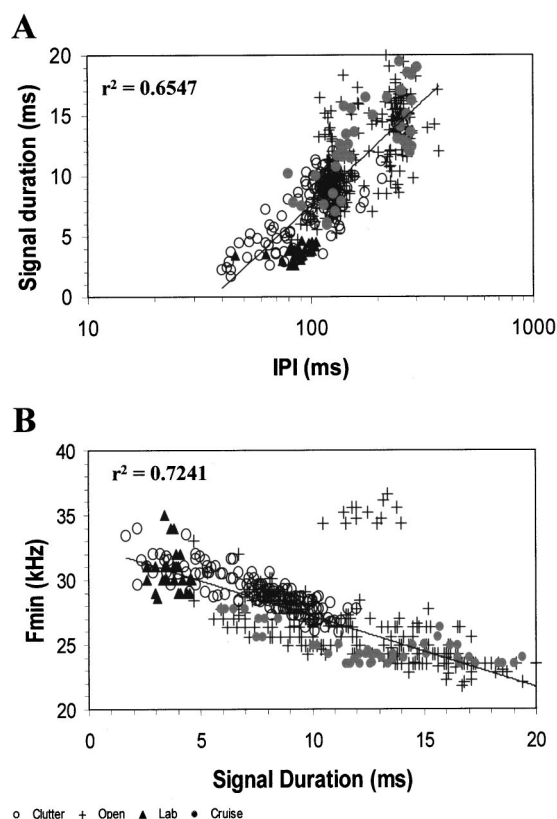 A
r² = 0.6547
Signal duration (ms)
20
15
10
5
0
10
100
1000
IPI (ms)
B
r² = 0.7241
Fmin (kHz)
40
35
30
25
20
0
5
10
15
20
Signal Duration (ms)
Clutter
Open
Lab
Cruise